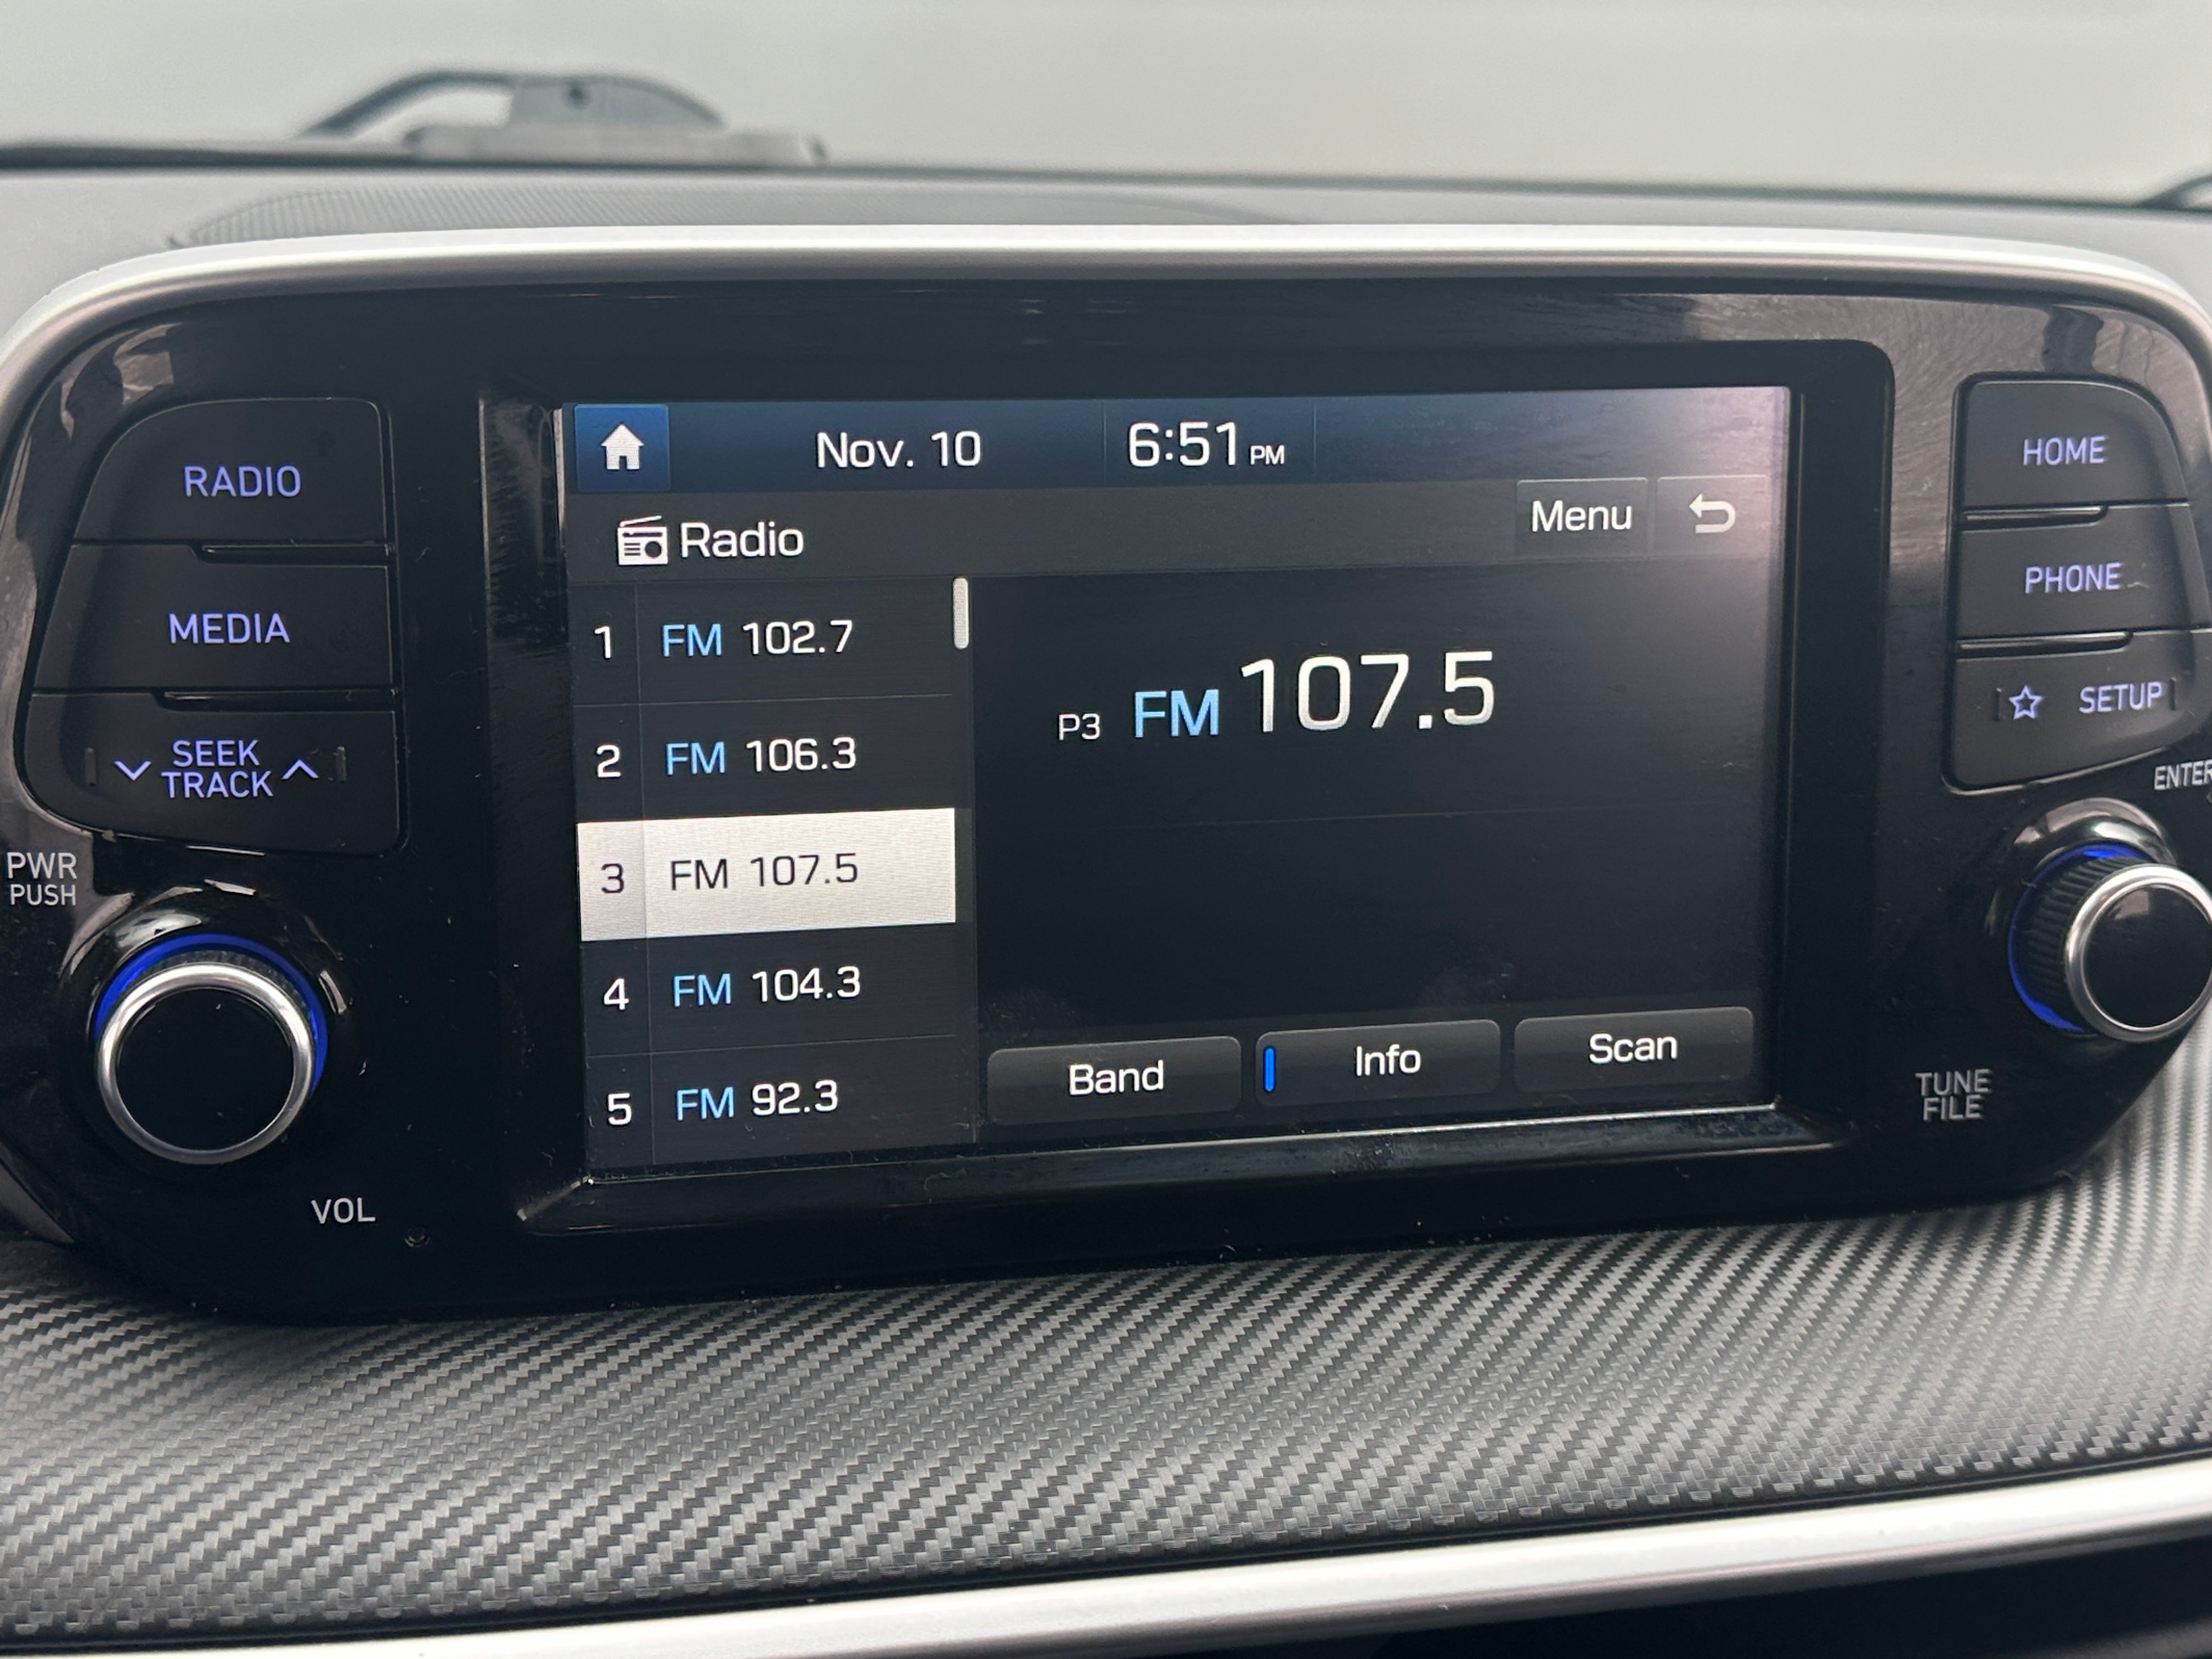 RADIO
MEDIA
SEEK
TRACK
PWR
PUSH
VOL
Nov. 10
6:51 PM
Radio
Menu
1 FM 102.7
2 FM 106.3
3 FM 107.5
4 FM 104.3
5 FM 92.3
P3 FM 107.5
Band
Info
Scan
HOME
PHONE
SETUP
ENTER
TUNE
FILE